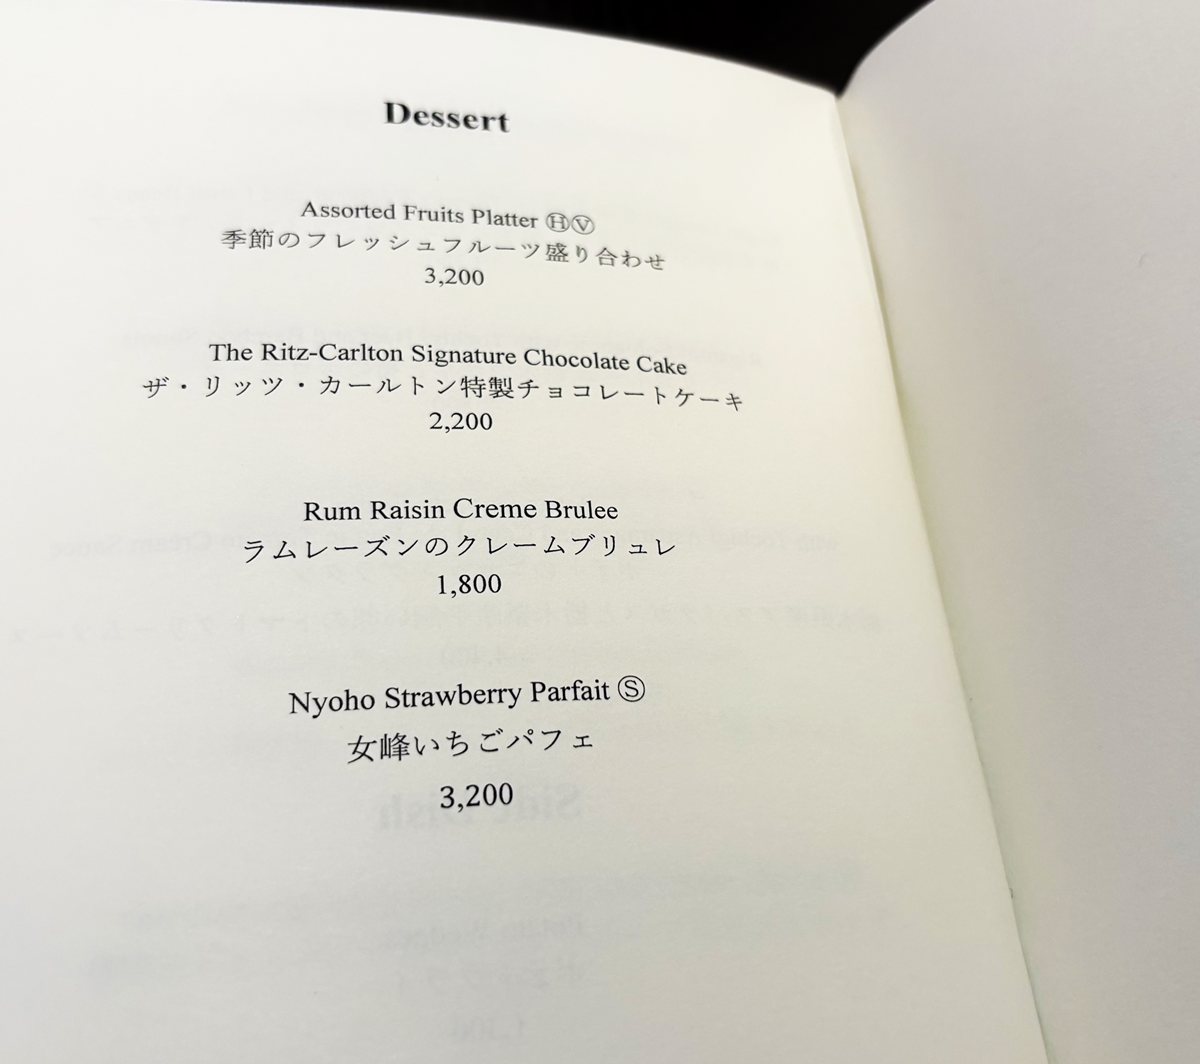 Dessert
Assorted Fruits Platter Ⓗ Ⓥ
季節のフレッシュフルーツ盛り合わせ
3,200
The Ritz-Carlton Signature Chocolate Cake
ザ・リッツ・カールトン特製チョコレートケーキ
2,200
Rum Raisin Creme Brulee
ラムレーズンのクレームブリュレ
1,800
Nyoho Strawberry Parfait Ⓢ
女峰いちごパフェ
3,200
Side Dish